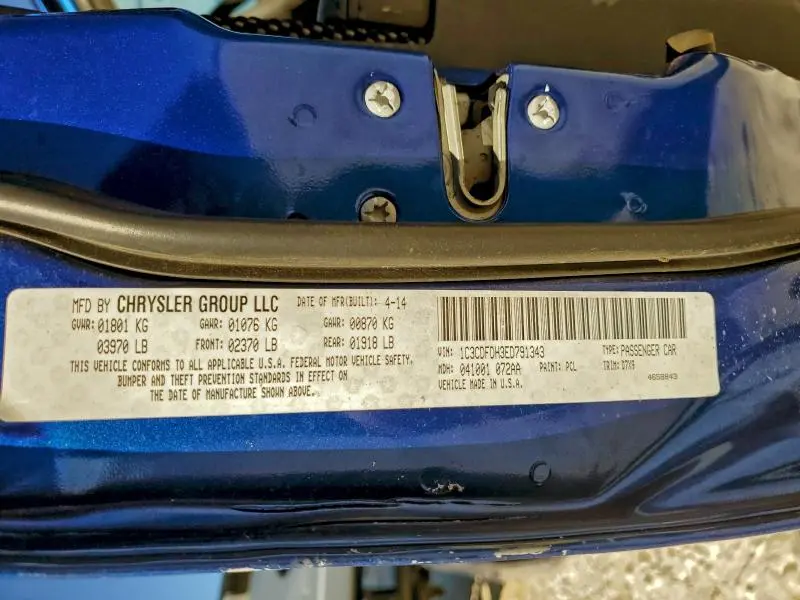 MFD BY CHRYSLER GROUP LLC DATE OF MFR(BUILT): 4-14
GVWR: 01801 KG GAWR: 01076 KG GAWR: 00870 KG
03970 LB FRONT: 02370 LB REAR: 01918 LB
THIS VEHICLE CONFORMS TO ALL APPLICABLE U.S.A. FEDERAL MOTOR VEHICLE SAFETY,
BUMPER AND THEFT PREVENTION STANDARDS IN EFFECT ON
THE DATE OF MANUFACTURE SHOWN ABOVE.
VIN: 1C3CDFDH3ED791343 TYPE: PASSENGER CAR
MDH: 041001 072AA PAINT: PCL TRIM: D7X9
VEHICLE MADE IN U.S.A. 4658843